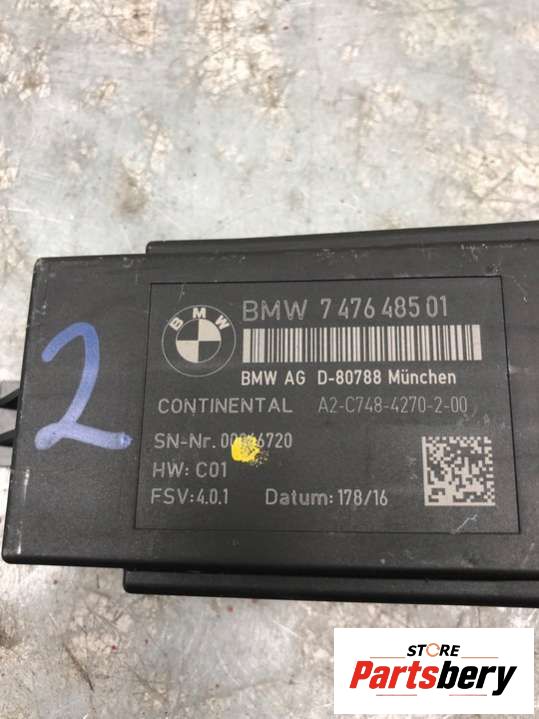 2
BMW
BMW 7 476 485 01
BMW AG D-80788 München
CONTINENTAL A2-C748-4270-2-00
SN-Nr.
HW: C01
FSV: 4.0.1 Datum: 178/16
STORE
Partsbery